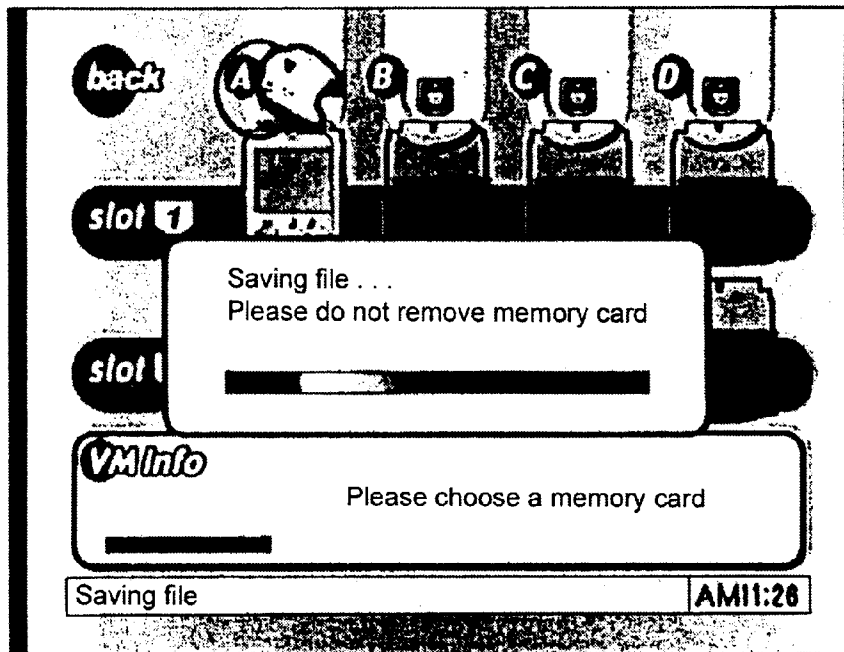 back
A B C D
slot 1
Saving file . . .
Please do not remove memory card
slot
VM Info
Please choose a memory card
Saving file
AM11:26